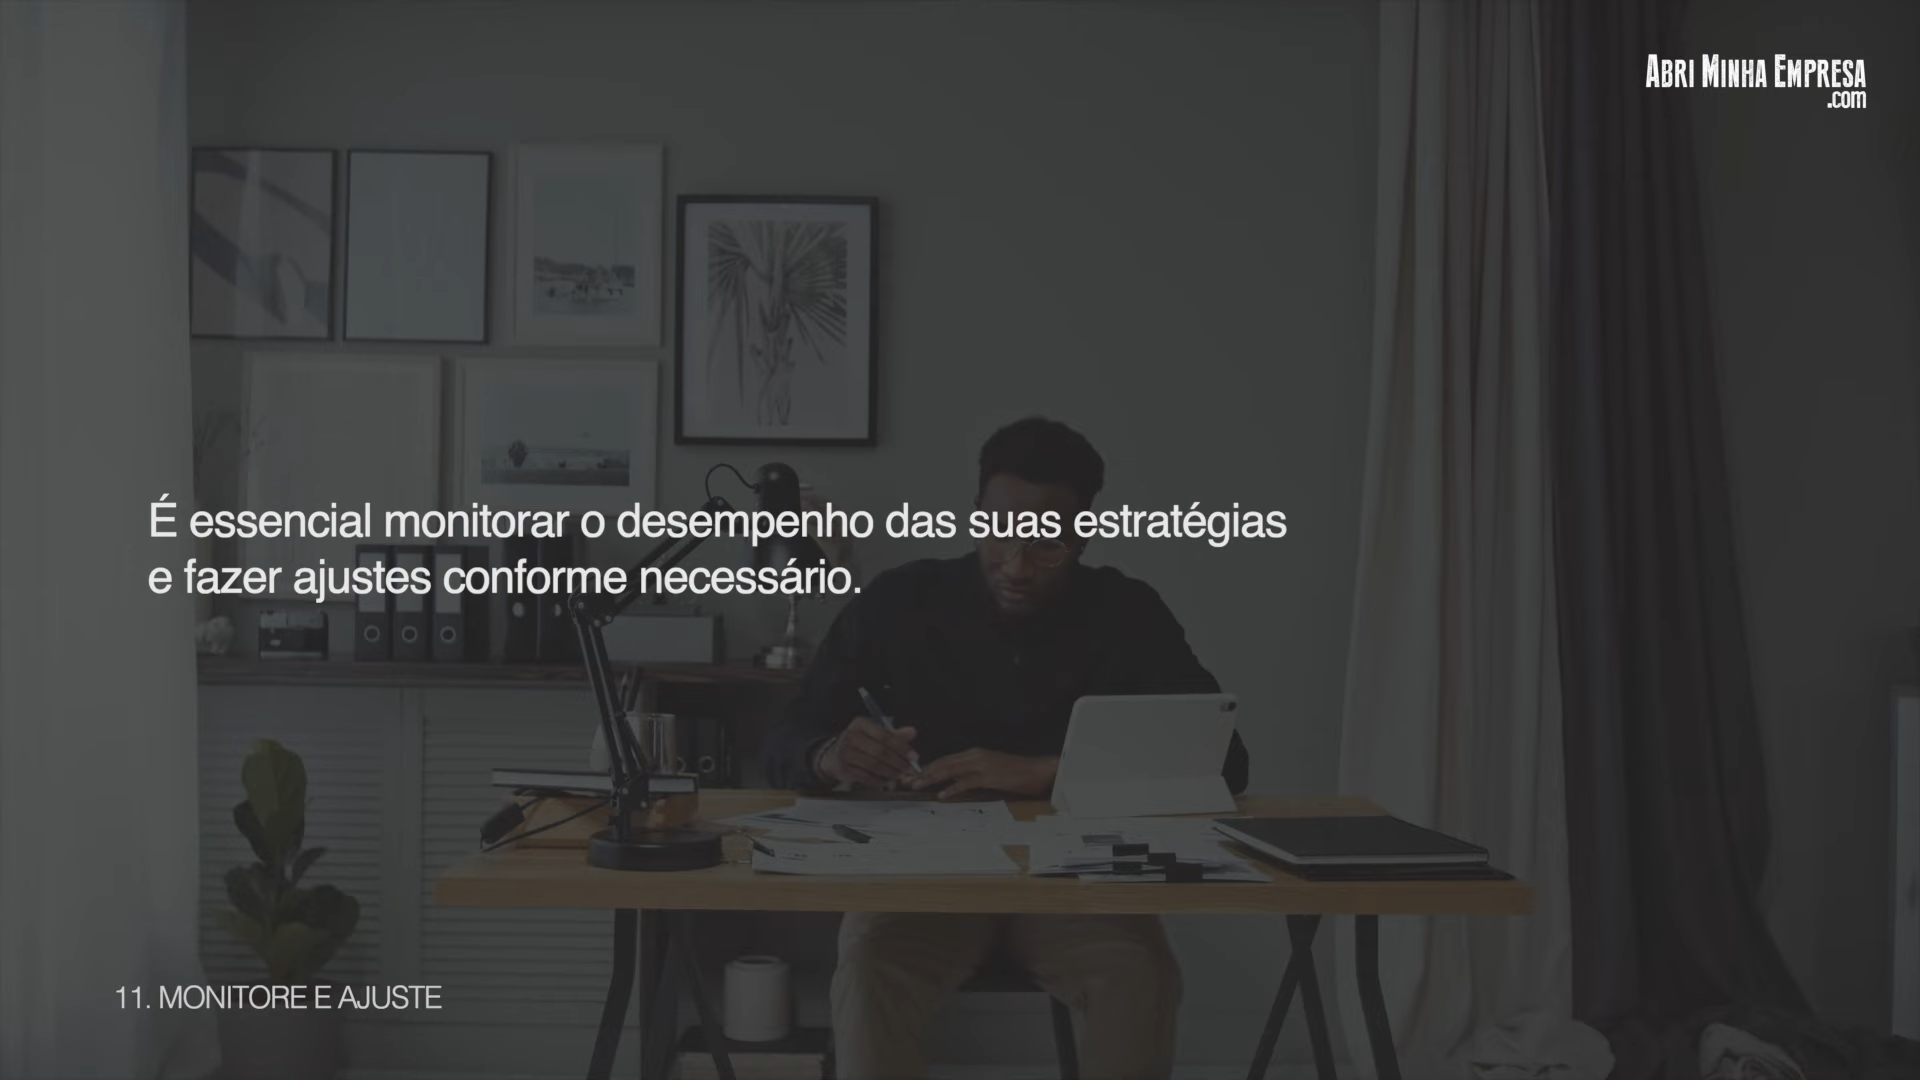 ABRI MINHA EMPRESA
.com
É essencial monitorar o desempenho das suas estratégias
e fazer ajustes conforme necessário.
11. MONITORE E AJUSTE